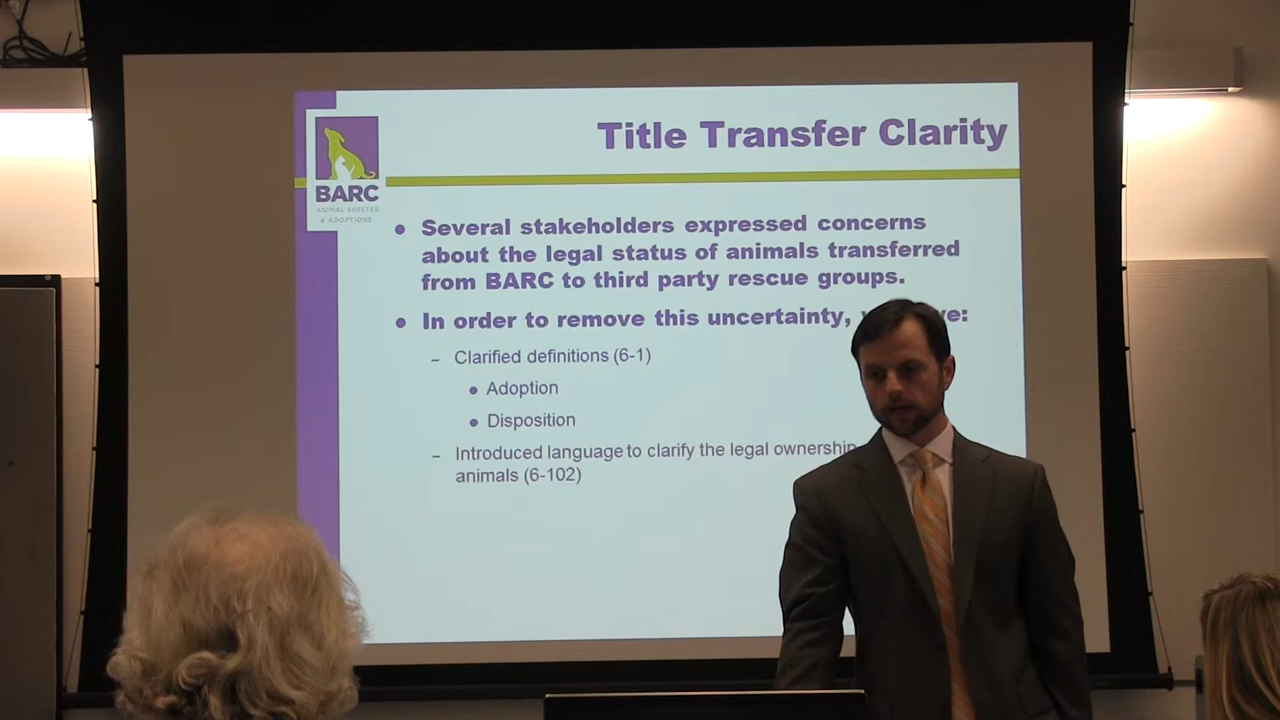 Title Transfer Clarity
BARC
ANIMAL SHELTER
& ADOPTIONS
• Several stakeholders expressed concerns
about the legal status of animals transferred
from BARC to third party rescue groups.
• In order to remove this uncertainty,
– Clarified definitions (6-1)
• Adoption
• Disposition
– Introduced language to clarify the legal ownership
animals (6-102)